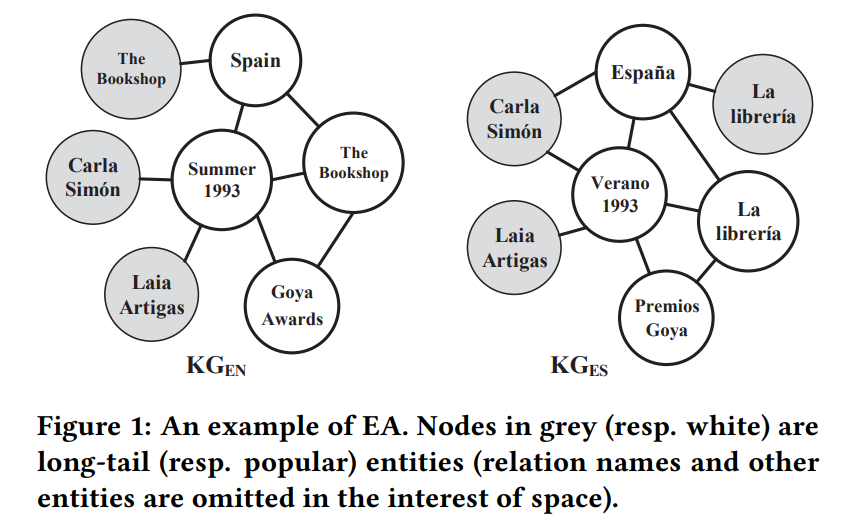 The
Bookshop
Spain
Carla
Simón
Summer
1993
The
Bookshop
Laia
Artigas
Goya
Awards
KGEN
España
La
librería
Carla
Simón
Verano
1993
La
librería
Laia
Artigas
Premios
Goya
KGES
Figure 1: An example of EA. Nodes in grey (resp. white) are
long-tail (resp. popular) entities (relation names and other
entities are omitted in the interest of space).